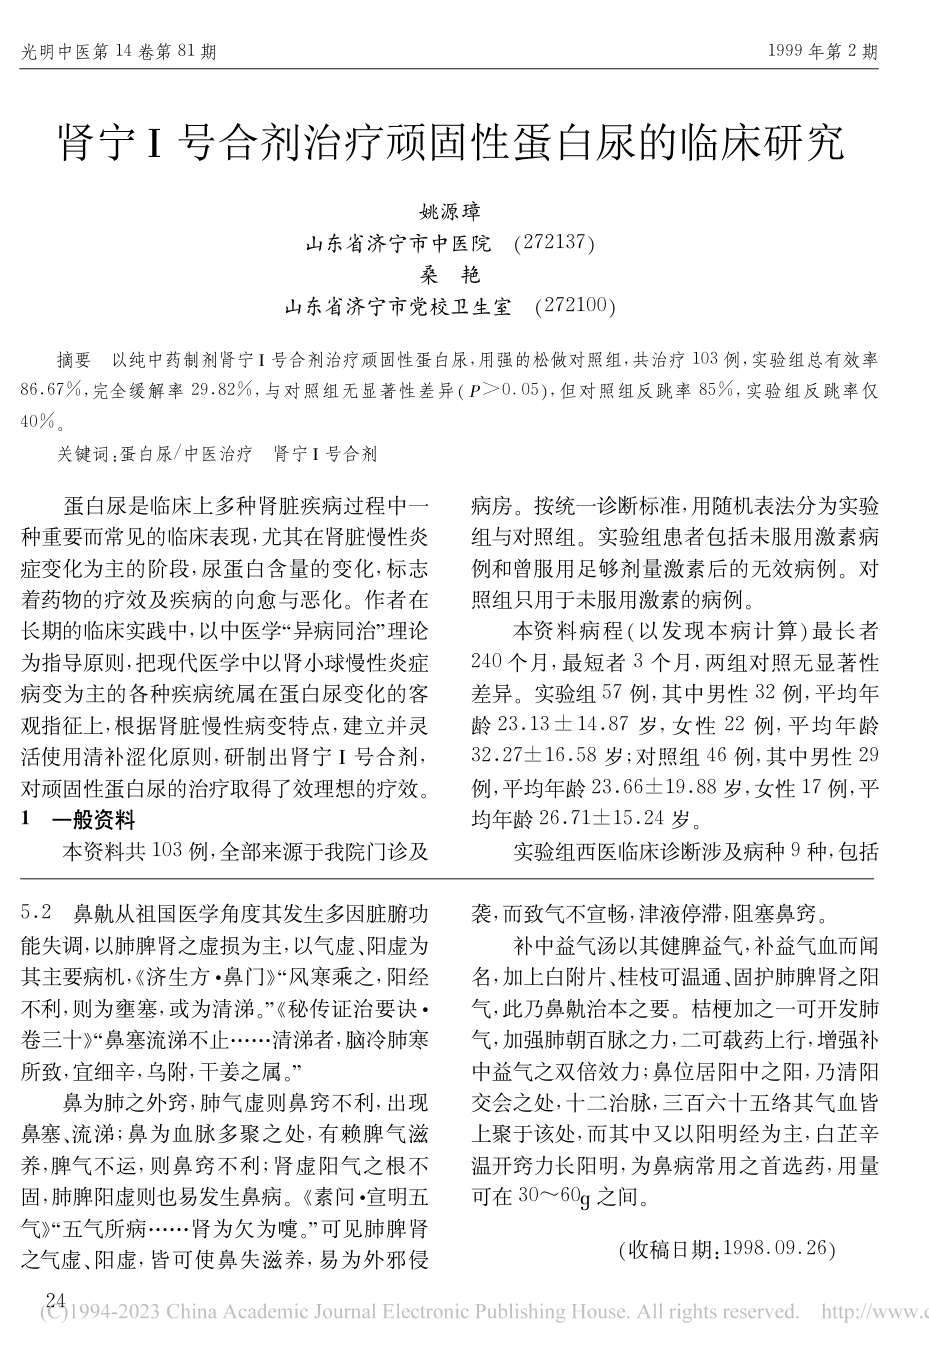 光明中医第 14 卷第 81 期
1999 年第 2 期
肾宁 I 号合剂治疗顽固性蛋白尿的临床研究
姚源璋
山东省济宁市中医院 (272137)
桑 艳
山东省济宁市党校卫生室 (272100)
摘要 以纯中药制剂肾宁 I 号合剂治疗顽固性蛋白尿,用强的松做对照组,共治疗 103 例,实验组总有效率
86.67%,完全缓解率 29.82%,与对照组无显著性差异(P>0.05),但对照组反跳率 85%,实验组反跳率仅
40%。
关键词:蛋白尿/中医治疗 肾宁 I 号合剂
蛋白尿是临床上多种肾脏疾病过程中一
种重要而常见的临床表现,尤其在肾脏慢性炎
症变化为主的阶段,尿蛋白含量的变化,标志
着药物的疗效及疾病的向愈与恶化。作者在
长期的临床实践中,以中医学“异病同治”理论
为指导原则,把现代医学中以肾小球慢性炎症
病变为主的各种疾病统属在蛋白尿变化的客
观指征上,根据肾脏慢性病变特点,建立并灵
活使用清补涩化原则,研制出肾宁 I 号合剂,
对顽固性蛋白尿的治疗取得了效理想的疗效。
1 一般资料
本资料共 103 例,全部来源于我院门诊及
病房。按统一诊断标准,用随机表法分为实验
组与对照组。实验组患者包括未服用激素病
例和曾服用足够剂量激素后的无效病例。对
照组只用于未服用激素的病例。
本资料病程(以发现本病计算)最长者
240 个月,最短者 3 个月,两组对照无显著性
差异。实验组 57 例,其中男性 32 例,平均年
龄 23.13±14.87 岁,女性 22 例,平均年龄
32.27±16.58 岁;对照组 46 例,其中男性 29
例,平均年龄 23.66±19.88 岁,女性 17 例,平
均年龄 26.71±15.24 岁。
实验组西医临床诊断涉及病种 9 种,包括
5.2 鼻鼽从祖国医学角度其发生多因脏腑功
能失调,以肺脾肾之虚损为主,以气虚、阳虚为
其主要病机,《济生方·鼻门》“风寒乘之,阳经
不利,则为壅塞,或为清涕。”《秘传证治要诀·
卷三十》“鼻塞流涕不止……清涕者,脑冷肺寒
所致,宜细辛,乌附,干姜之属。”
鼻为肺之外窍,肺气虚则鼻窍不利,出现
鼻塞、流涕;鼻为血脉多聚之处,有赖脾气滋
养,脾气不运,则鼻窍不利;肾虚阳气之根不
固,肺脾阳虚则也易发生鼻病。《素问·宣明五
气》“五气所病……肾为欠为嚏。”可见肺脾肾
之气虚、阳虚,皆可使鼻失滋养,易为外邪侵
袭,而致气不宣畅,津液停滞,阻塞鼻窍。
补中益气汤以其健脾益气,补益气血而闻
名,加上白附片、桂枝可温通、固护肺脾肾之阳
气,此乃鼻鼽治本之要。桔梗加之一可开发肺
气,加强肺朝百脉之力,二可载药上行,增强补
中益气之双倍效力;鼻位居阳中之阳,乃清阳
交会之处,十二治脉,三百六十五络其气血皆
上聚于该处,而其中又以阳明经为主,白芷辛
温开窍力长阳明,为鼻病常用之首选药,用量
可在 30～60g 之间。
(收稿日期:1998.09.26)
24
(C)1994-2023 China Academic Journal Electronic Publishing House. All rights reserved. http://www.c